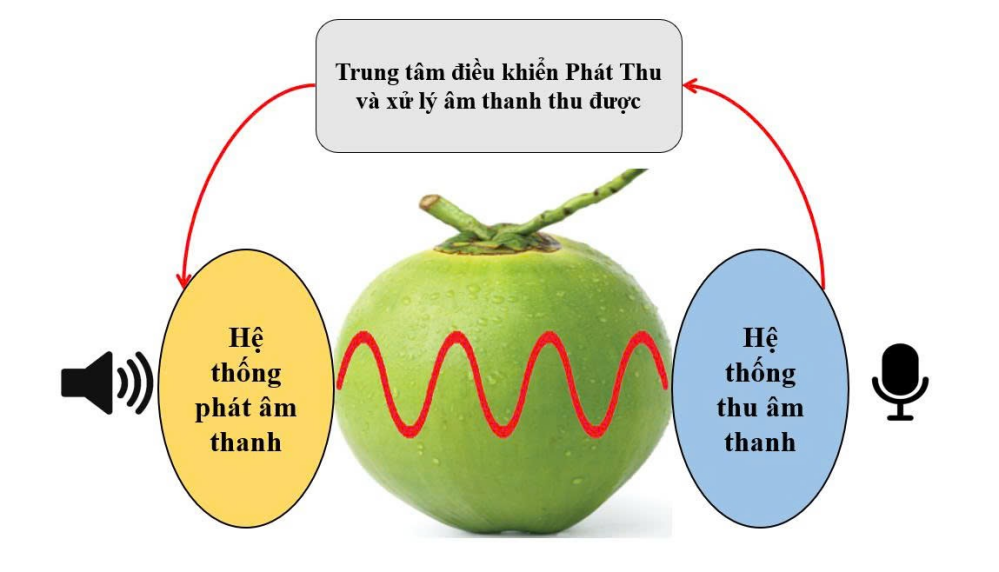 Trung tâm điều khiển Phát Thu
và xử lý âm thanh thu được
Hệ
thống
phát âm
thanh
Hệ
thống
thu âm
thanh